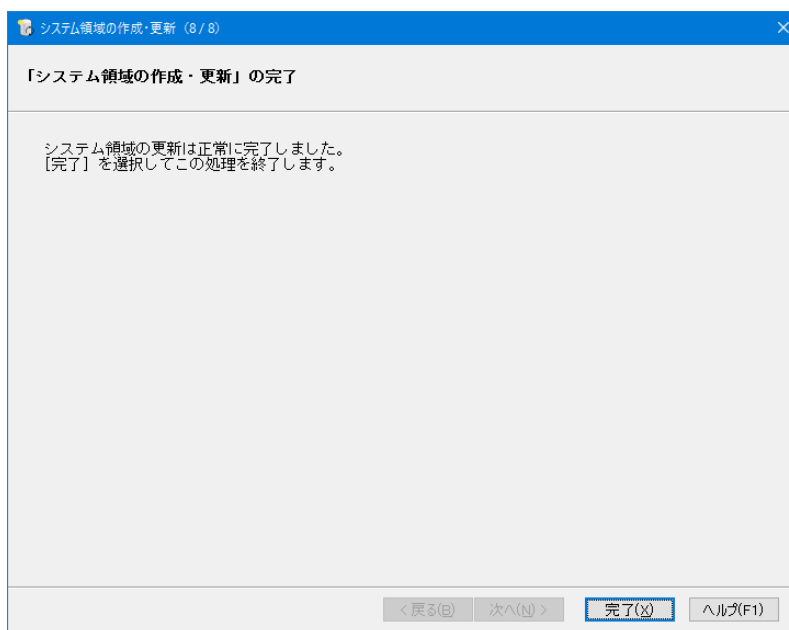 システム領域の作成・更新 (8/8)
「システム領域の作成・更新」の完了
システム領域の更新は正常に完了しました。
[完了] を選択してこの処理を終了します。
< 戻る(B) 次へ(N) > 完了(X) ヘルプ(F1)